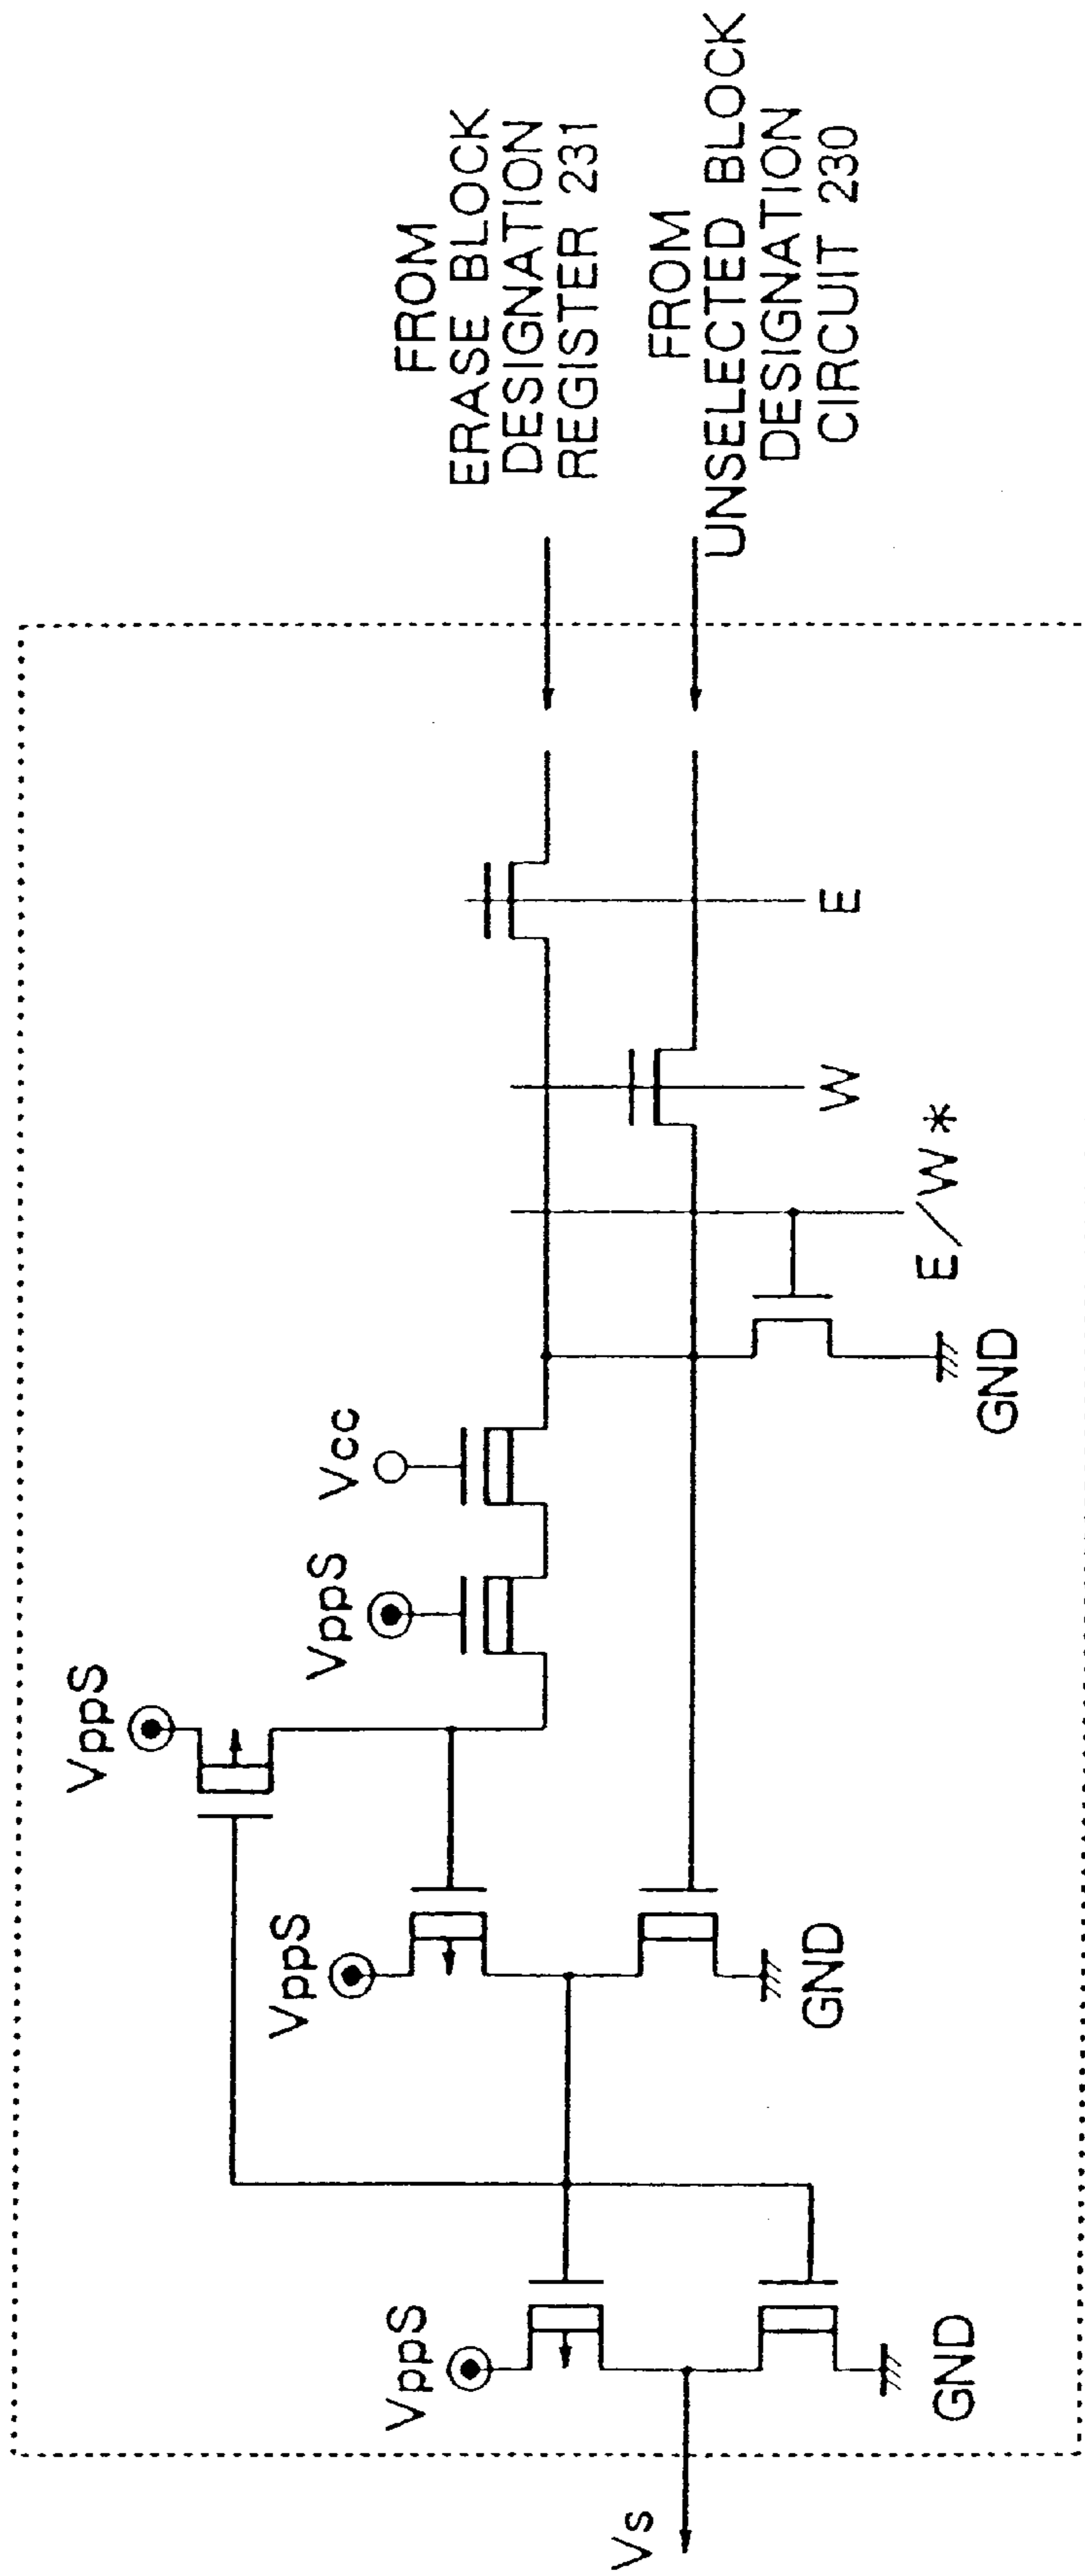 FROM
ERASE BLOCK
DESIGNATION
REGISTER 231
FROM
UNSELECTED BLOCK
DESIGNATION
CIRCUIT 230
VppS
VppS
Vcc
VppS
VppS
E
W
E/W*
GND
GND
GND
Vs